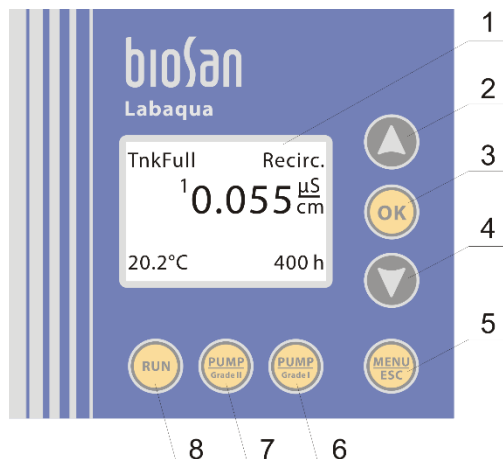 biosan
Labaqua
TnkFull Recirc.
1 0.055 µS/cm
20.2°C 400 h
OK
RUN
PUMP
Grade II
PUMP
Grade I
MENU
ESC
1
2
3
4
5
6
7
8